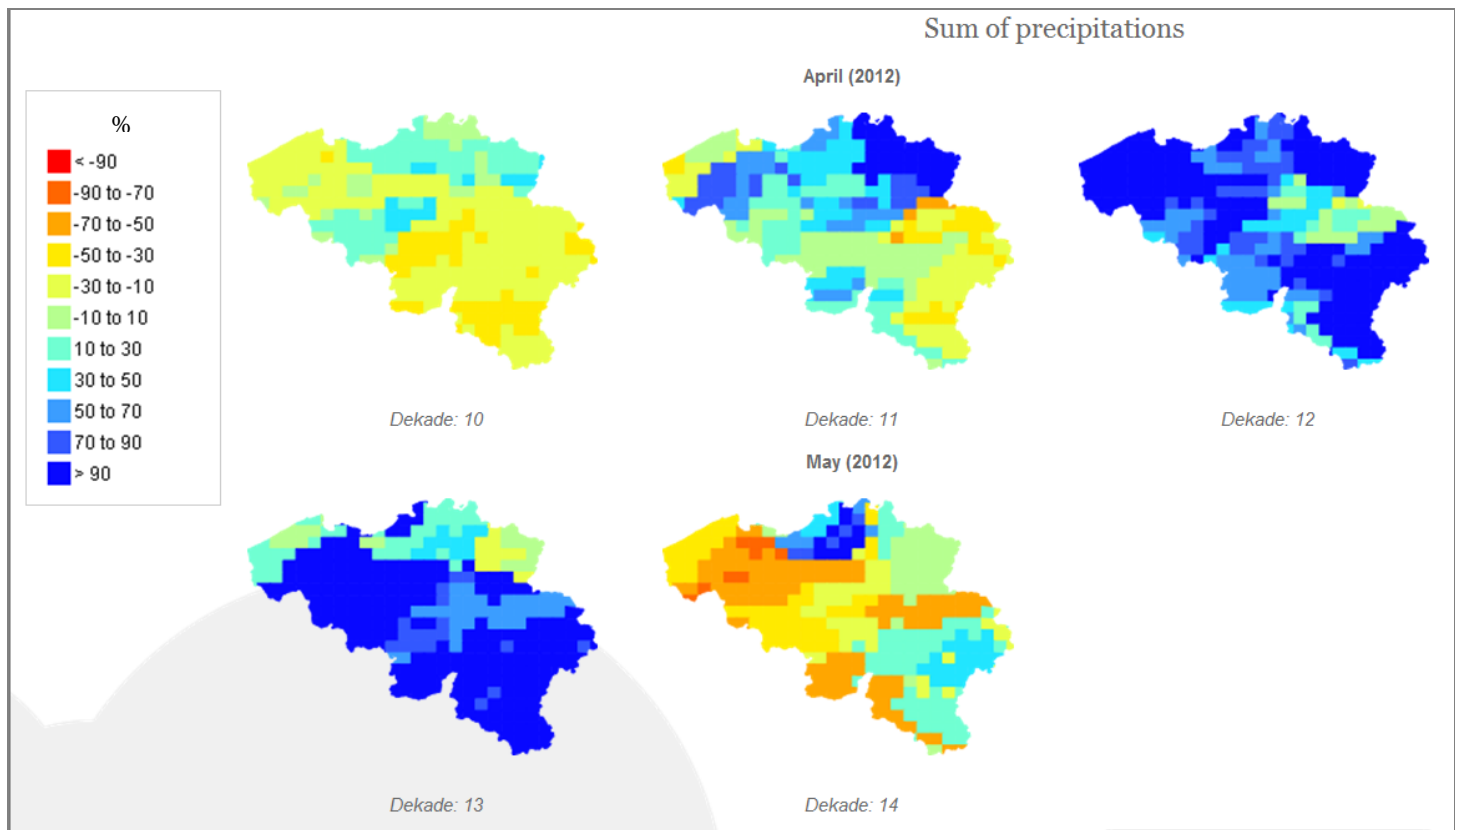 Sum of precipitations
April (2012)
%
< -90
-90 to -70
-70 to -50
-50 to -30
-30 to -10
-10 to 10
10 to 30
30 to 50
50 to 70
70 to 90
> 90
Dekade: 10
Dekade: 11
Dekade: 12
May (2012)
Dekade: 13
Dekade: 14